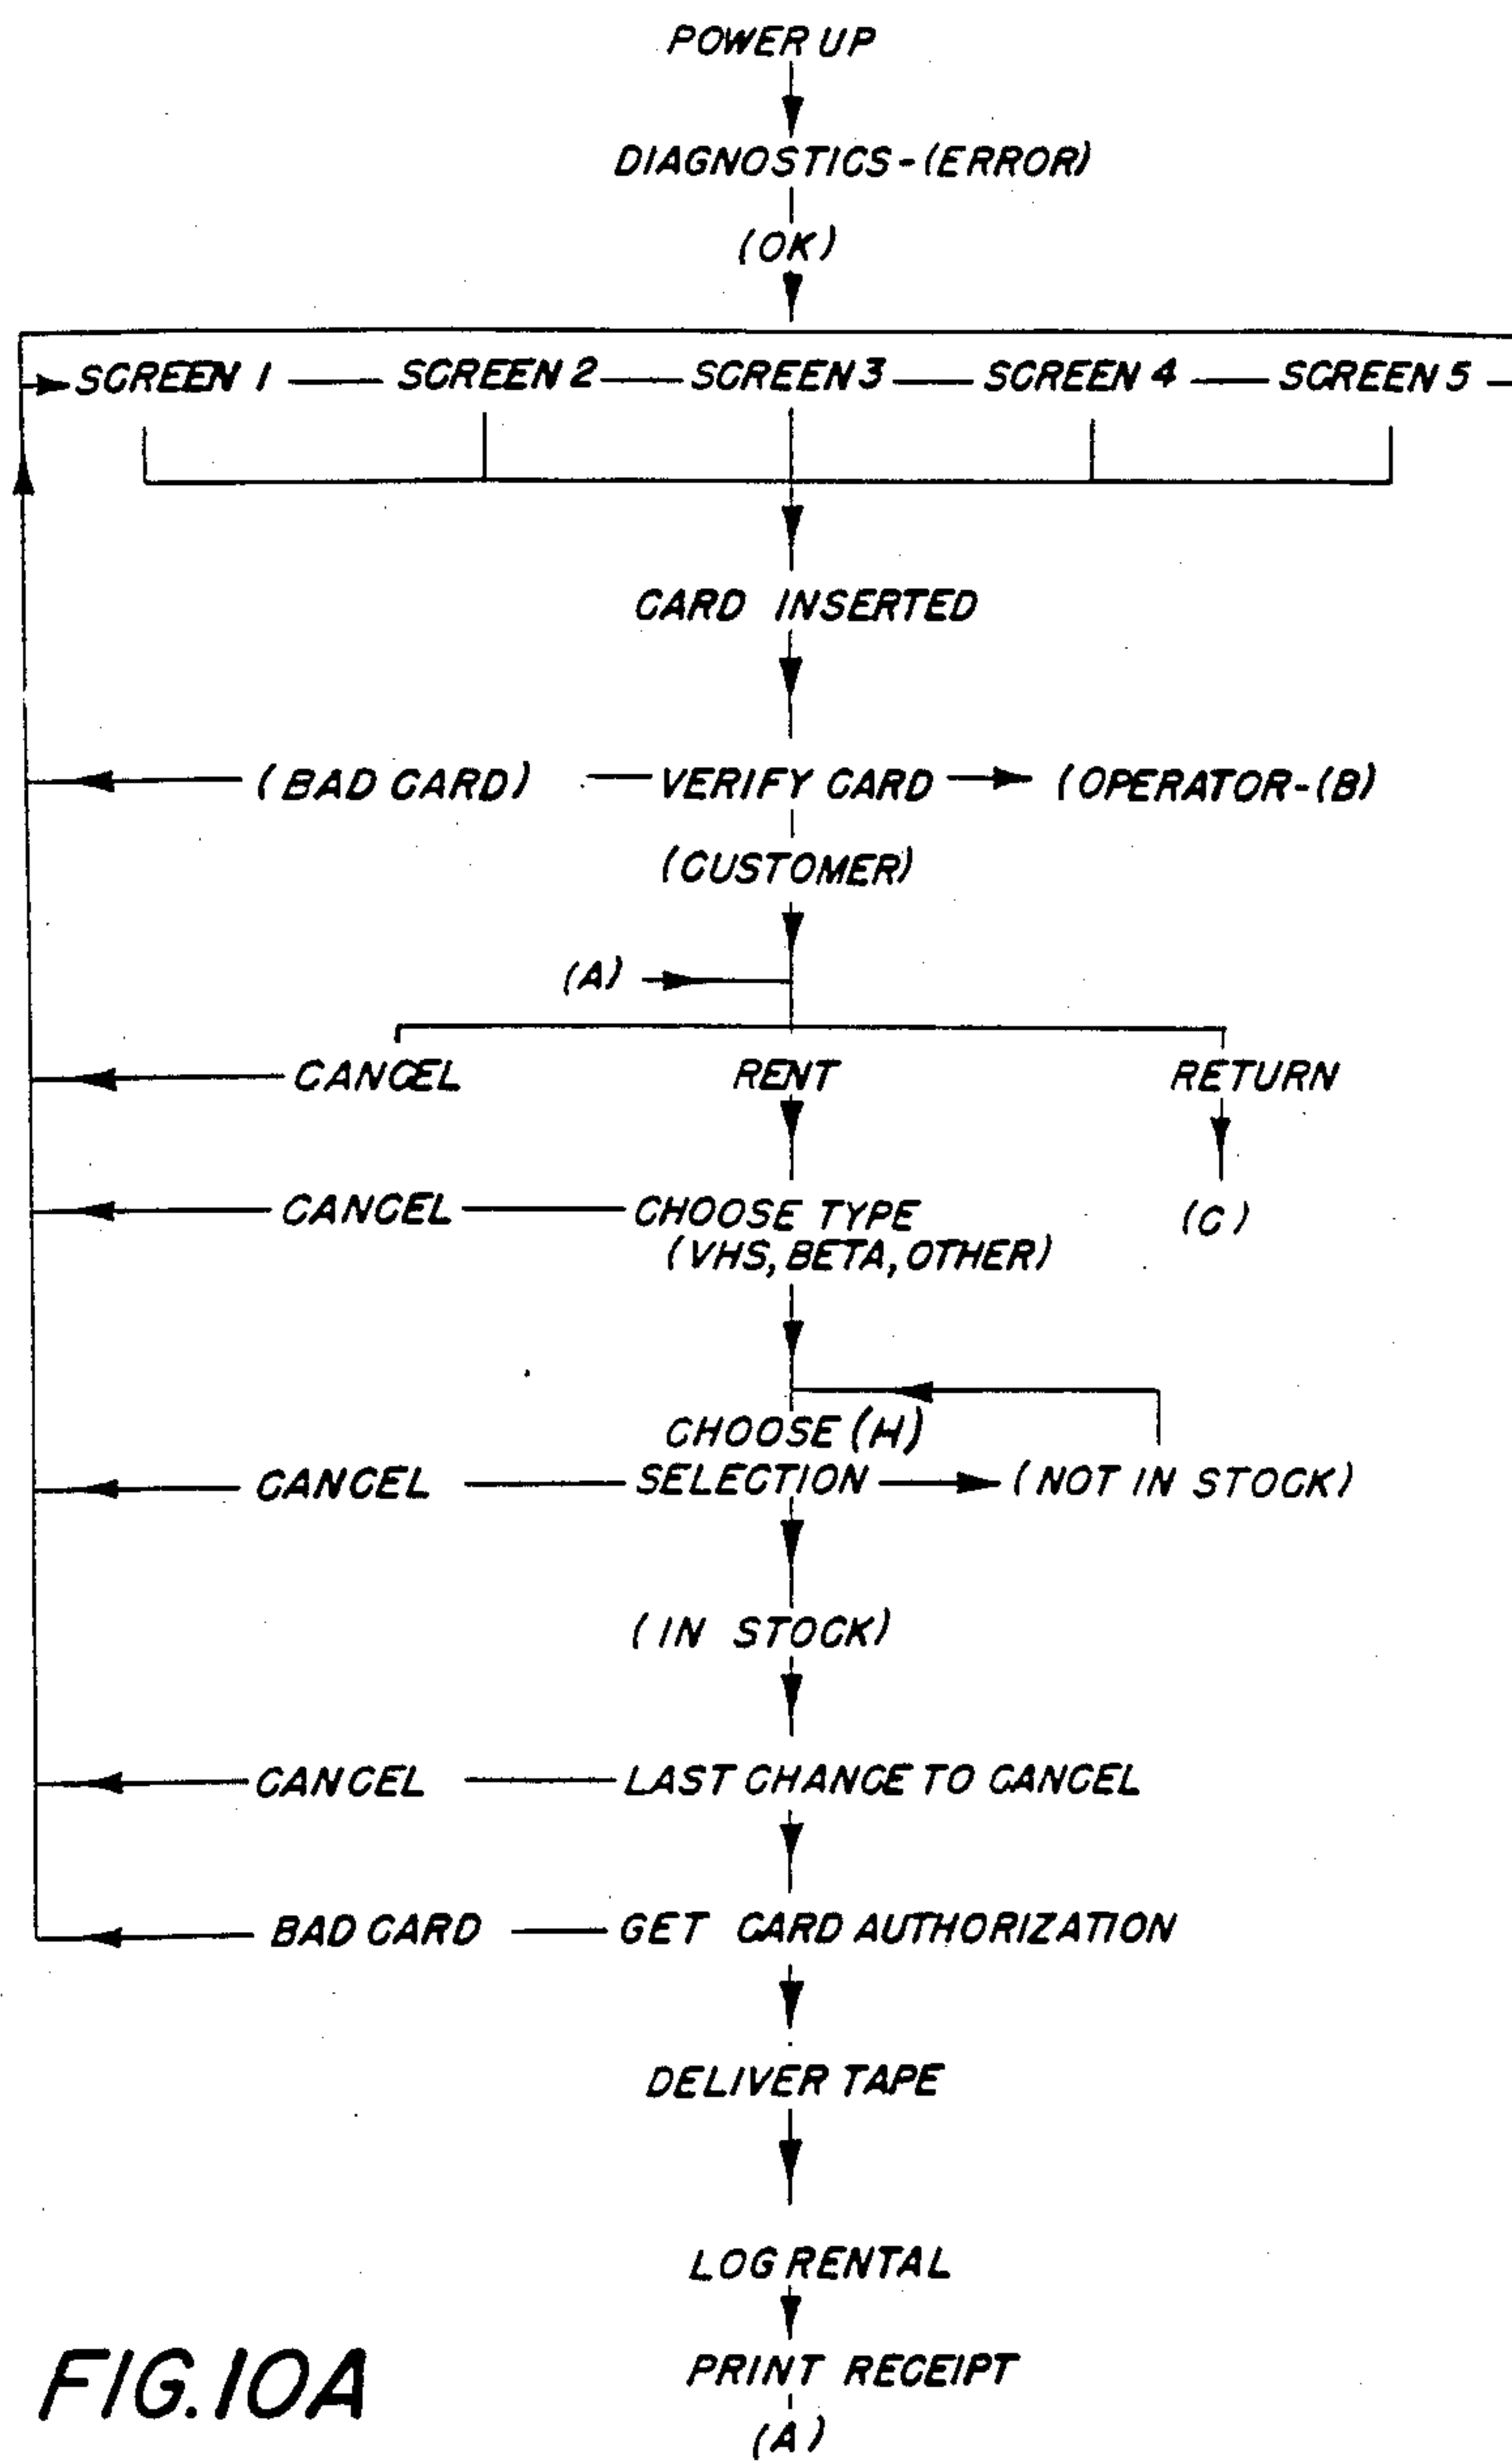 POWER UP
DIAGNOSTICS-(ERROR)
(OK)
SCREEN 1 SCREEN 2 SCREEN 3 SCREEN 4 SCREEN 5
CARD INSERTED
(BAD CARD) VERIFY CARD (OPERATOR-(B)
(CUSTOMER)
(A)
CANCEL RENT RETURN
CANCEL CHOOSE TYPE (C)
(VHS, BETA, OTHER)
CHOOSE (H)
CANCEL SELECTION (NOT IN STOCK)
(IN STOCK)
CANCEL LAST CHANCE TO CANCEL
BAD CARD GET CARD AUTHORIZATION
DELIVER TAPE
LOG RENTAL
PRINT RECEIPT
(A)
FIG. 10A